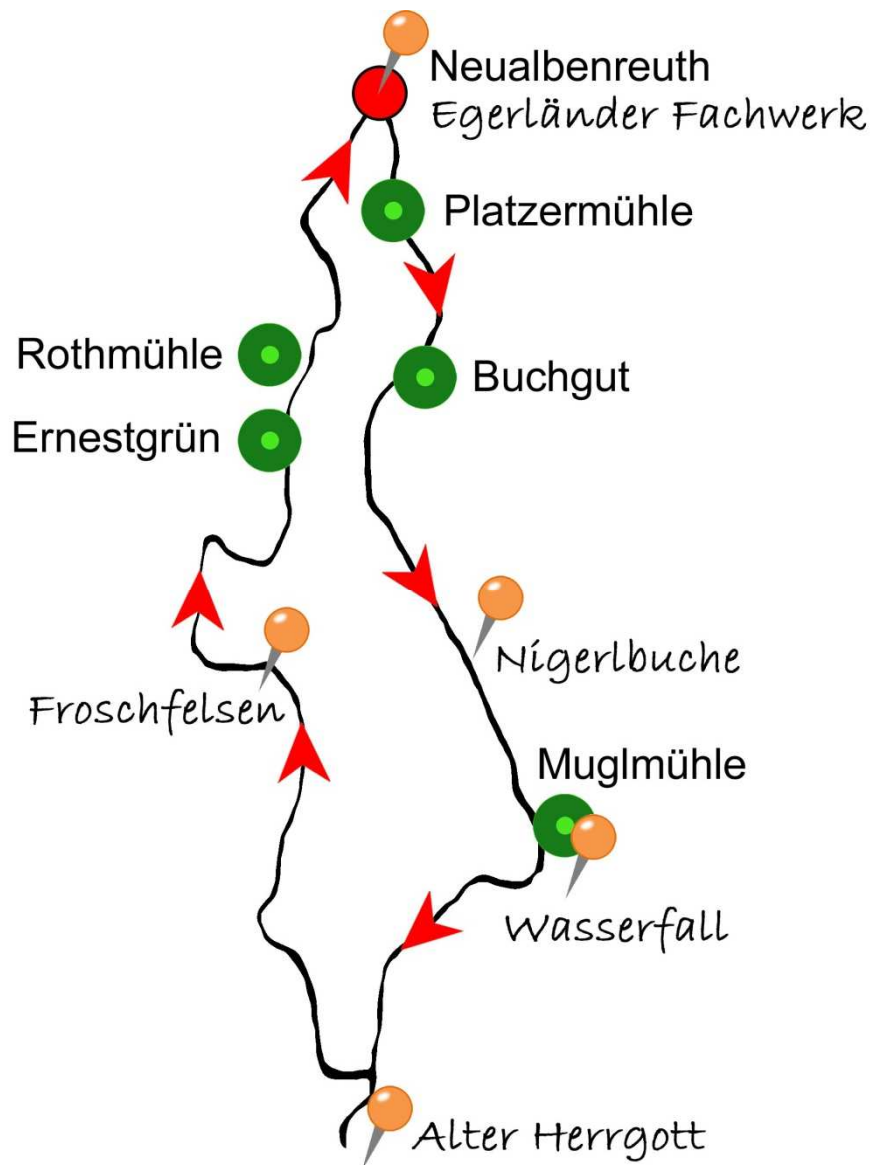 Neualbenreuth
Egerländer Fachwerk
Platzermühle
Rothmühle
Buchgut
Ernestgrün
Nigerlbuche
Froschfelsen
Muglmühle
Wasserfall
Alter Herrgott